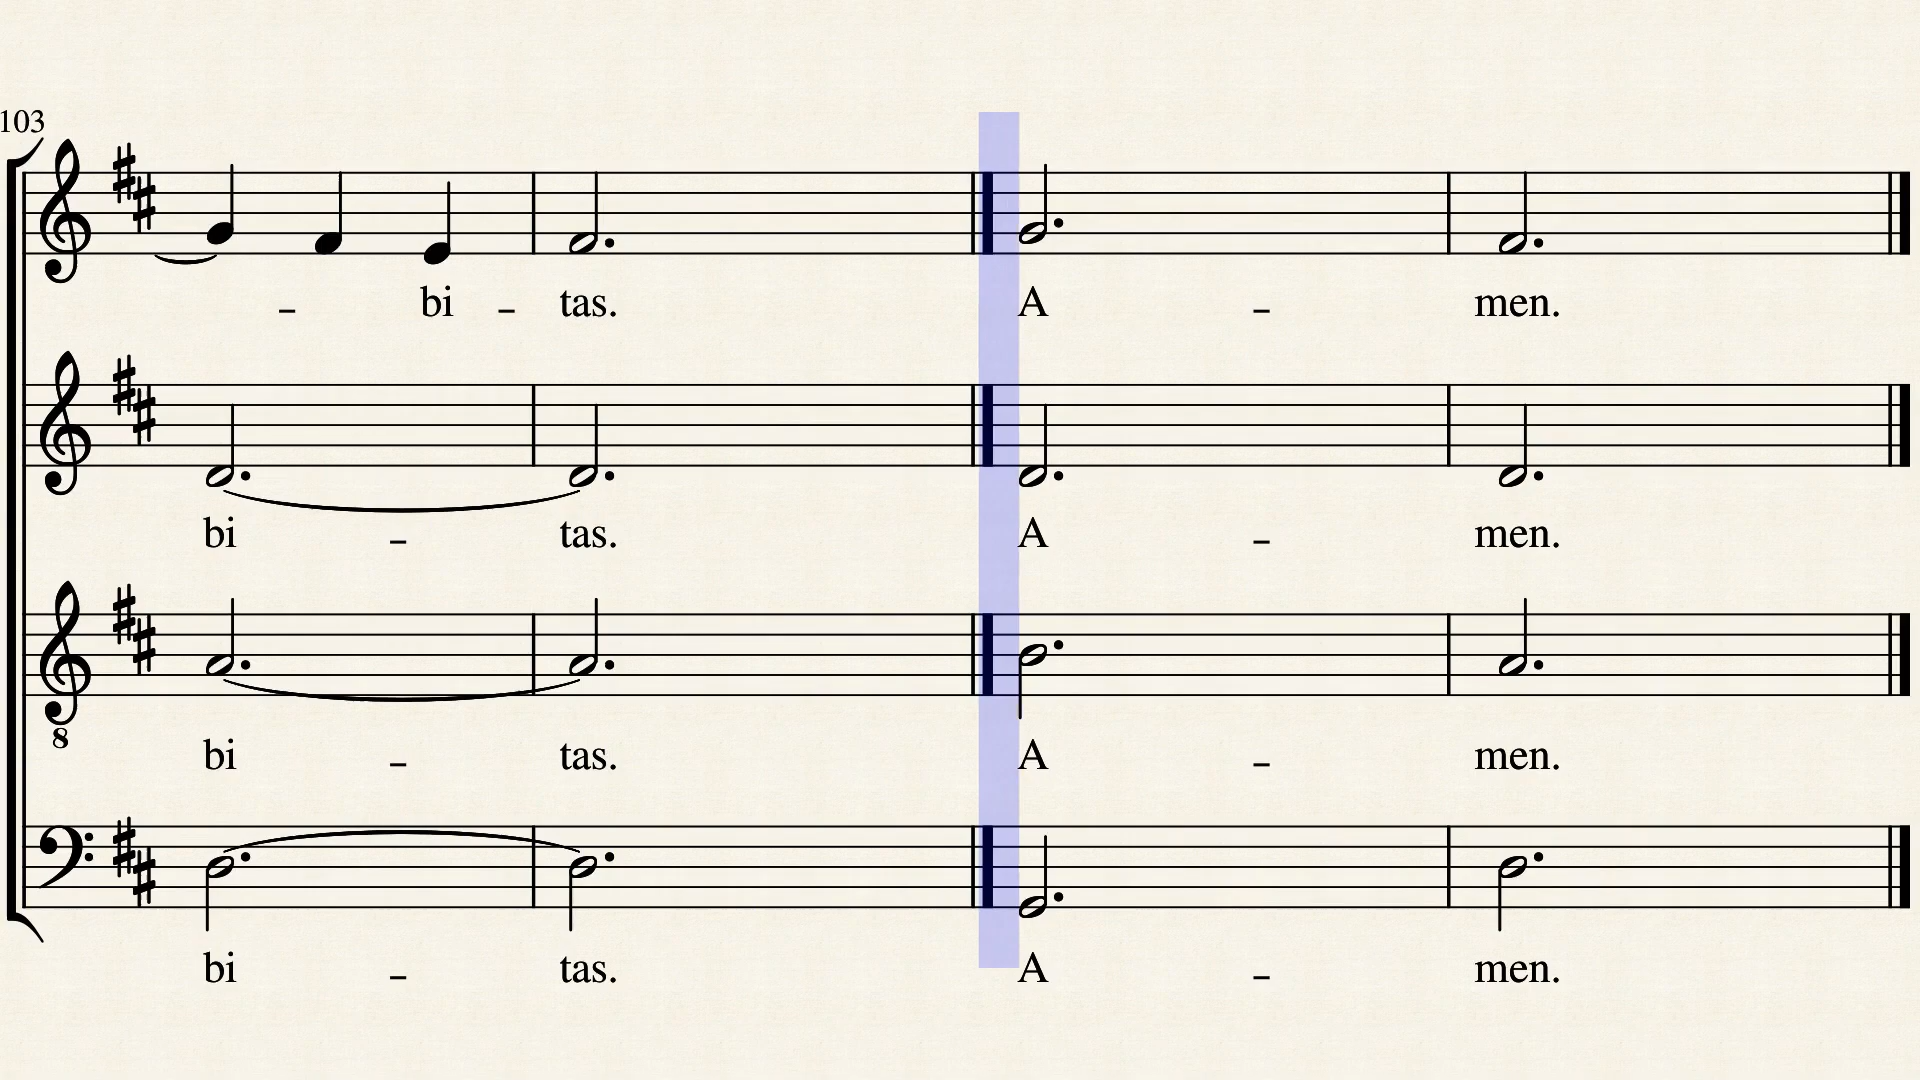 103
- bi - tas. A - men.
bi - tas. A - men.
8
bi - tas. A - men.
bi - tas. A - men.